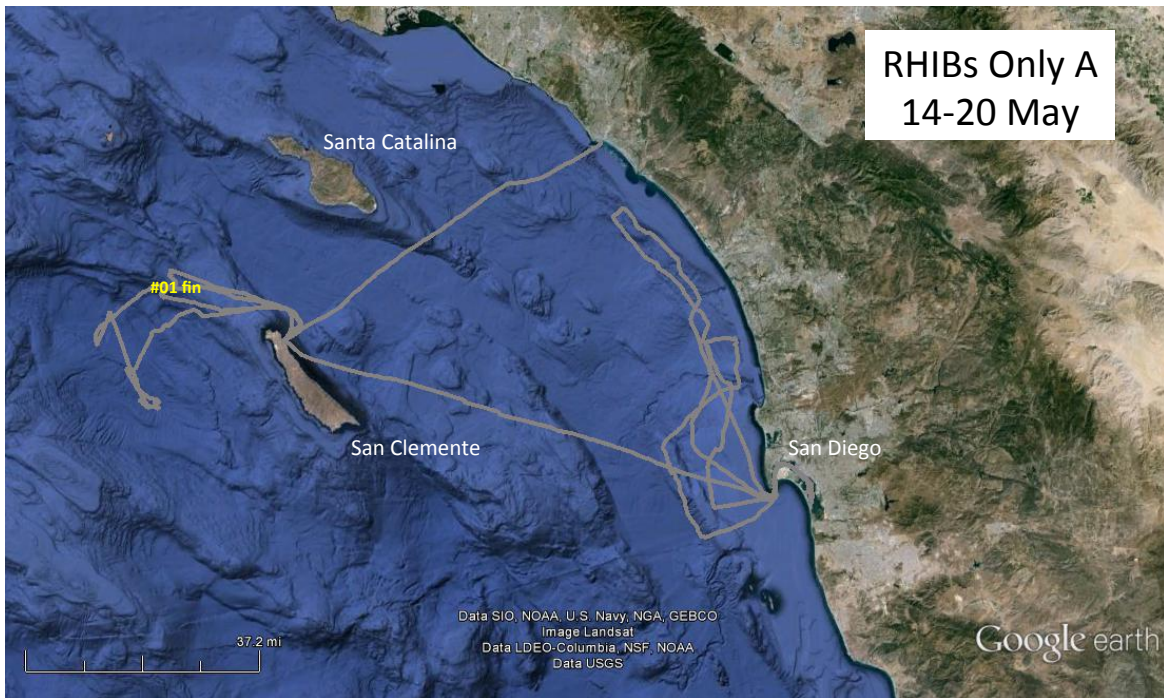 RHIBs Only A
14-20 May
Santa Catalina
#01 fin
San Clemente
San Diego
Data SIO, NOAA, U.S. Navy, NGA, GEBCO
Image Landsat
Data LDEO-Columbia, NSF, NOAA
Data USGS
37.2 mi
Google earth